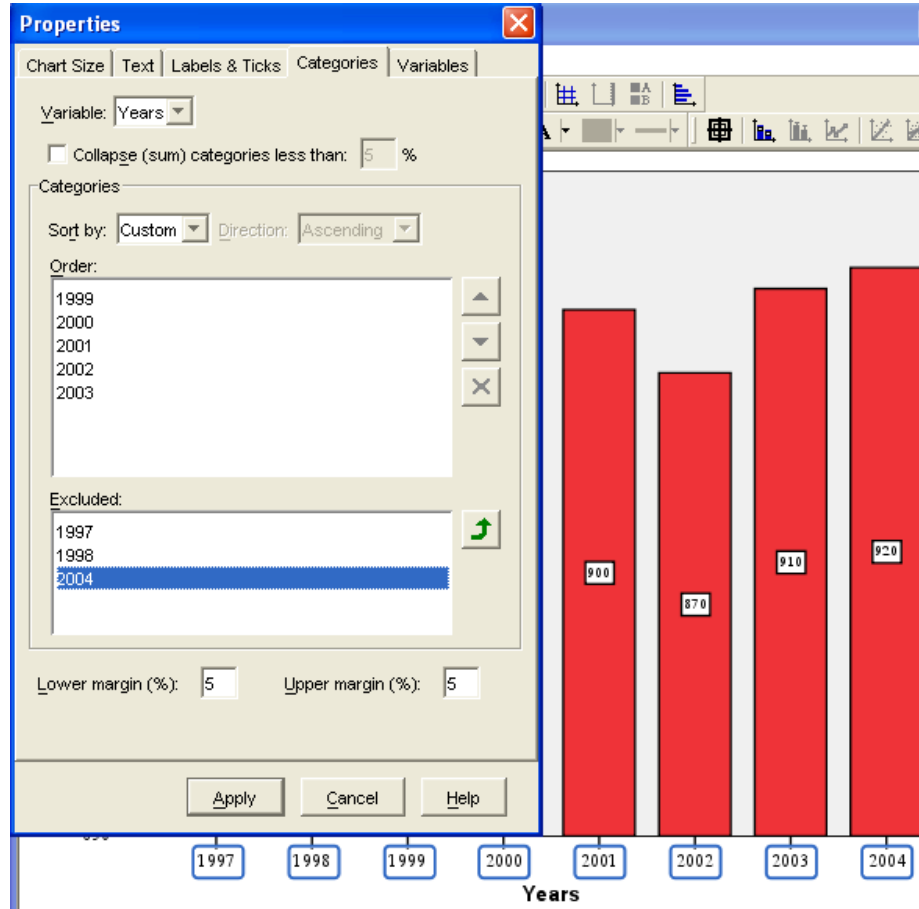 Properties
Chart Size Text Labels & Ticks Categories Variables
Variable: Years
Collapse (sum) categories less than: 5 %
Categories
Sort by: Custom Direction: Ascending
Order:
1999
2000
2001
2002
2003
Excluded:
1997
1998
2004
Lower margin (%): 5 Upper margin (%): 5
Apply Cancel Help
A
B
900
870
910
920
1997 1998 1999 2000 2001 2002 2003 2004
Years